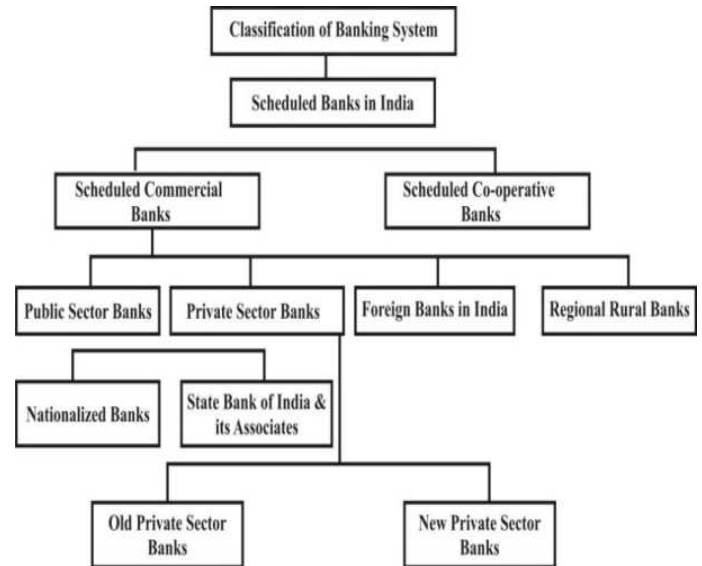 Classification of Banking System
Scheduled Banks in India
Scheduled Commercial
Banks
Scheduled Co-operative
Banks
Public Sector Banks
Private Sector Banks
Foreign Banks in India
Regional Rural Banks
Nationalized Banks
State Bank of India &
its Associates
Old Private Sector
Banks
New Private Sector
Banks